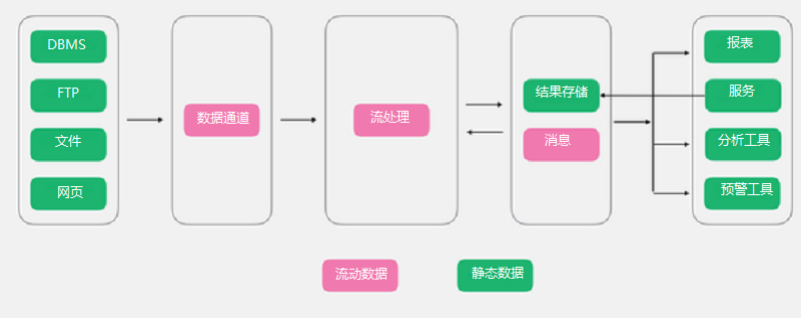 DBMS
FTP
文件
网页
数据通道
流处理
结果存储
消息
报表
服务
分析工具
预警工具
流动数据
静态数据